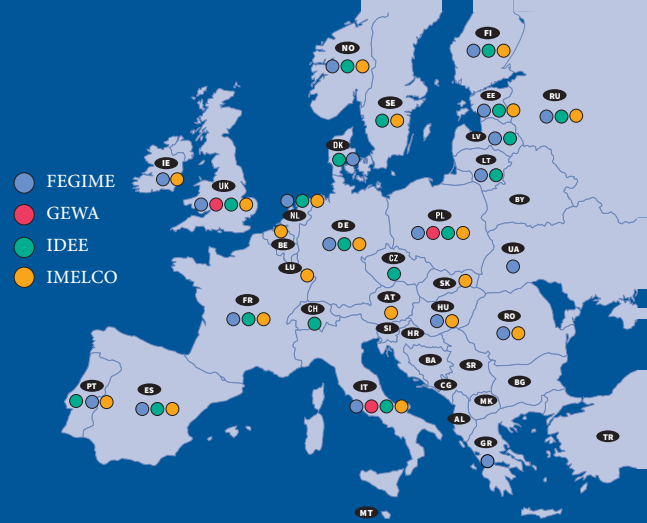 FI
NO
EE
RU
SE
LV
DK
LT
IE
UK
BY
NL
DE
PL
BE
UA
CZ
LU
SK
AT
FR
HU
CH
RO
SI
HR
BA
SR
PT
ES
IT
CG
BG
MK
AL
TR
GR
MT
FEGIME
GEWA
IDEE
IMELCO